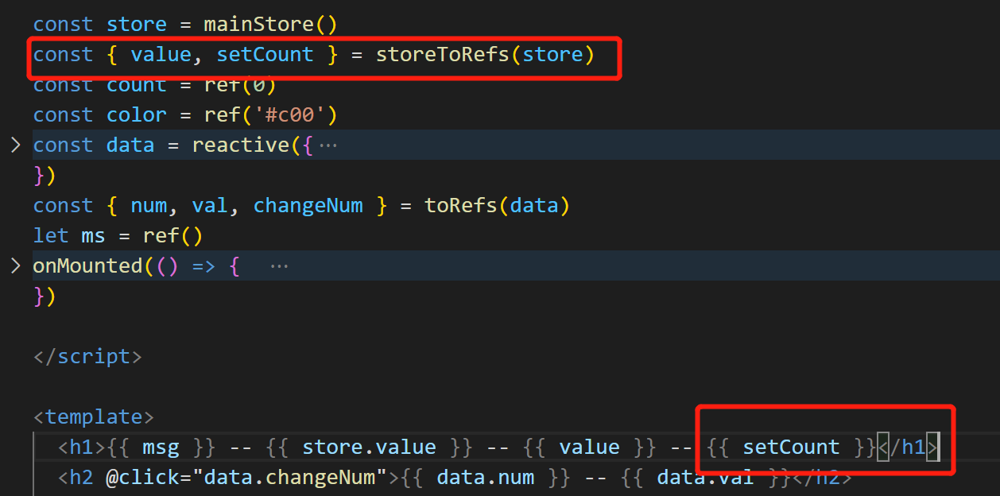 const store = mainStore()
const { value, setCount } = storeToRefs(store)
const count = ref(0)
const color = ref('#c00')
const data = reactive({ ···
})
const { num, val, changeNum } = toRefs(data)
let ms = ref()
onMounted(() => { ···
})
</script>
<template>
<h1>{{ msg }} -- {{ store.value }} -- {{ value }} -- {{ setCount }}</h1>
<h2 @click="data.changeNum">{{ data.num }} -- {{ data.val }}</h2>